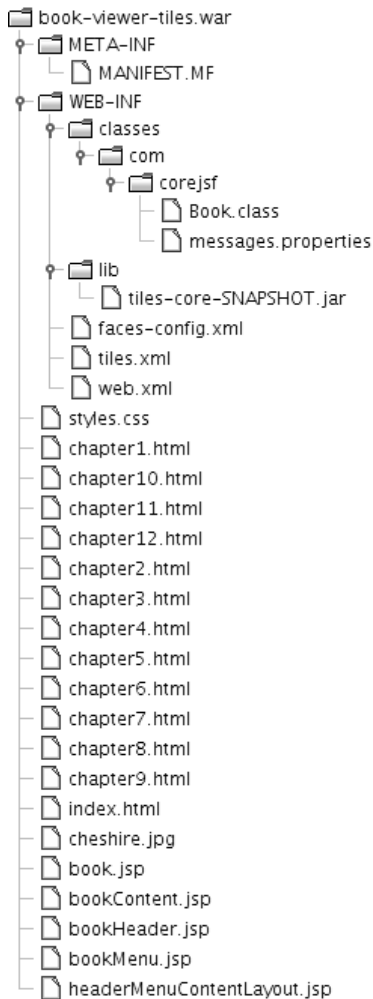 book-viewer-tiles.war
META-INF
MANIFEST.MF
WEB-INF
classes
com
corejsf
Book.class
messages.properties
lib
tiles-core-SNAPSHOT.jar
faces-config.xml
tiles.xml
web.xml
styles.css
chapter1.html
chapter10.html
chapter11.html
chapter12.html
chapter2.html
chapter3.html
chapter4.html
chapter5.html
chapter6.html
chapter7.html
chapter8.html
chapter9.html
index.html
cheshire.jpg
book.jsp
bookContent.jsp
bookHeader.jsp
bookMenu.jsp
headerMenuContentLayout.jsp